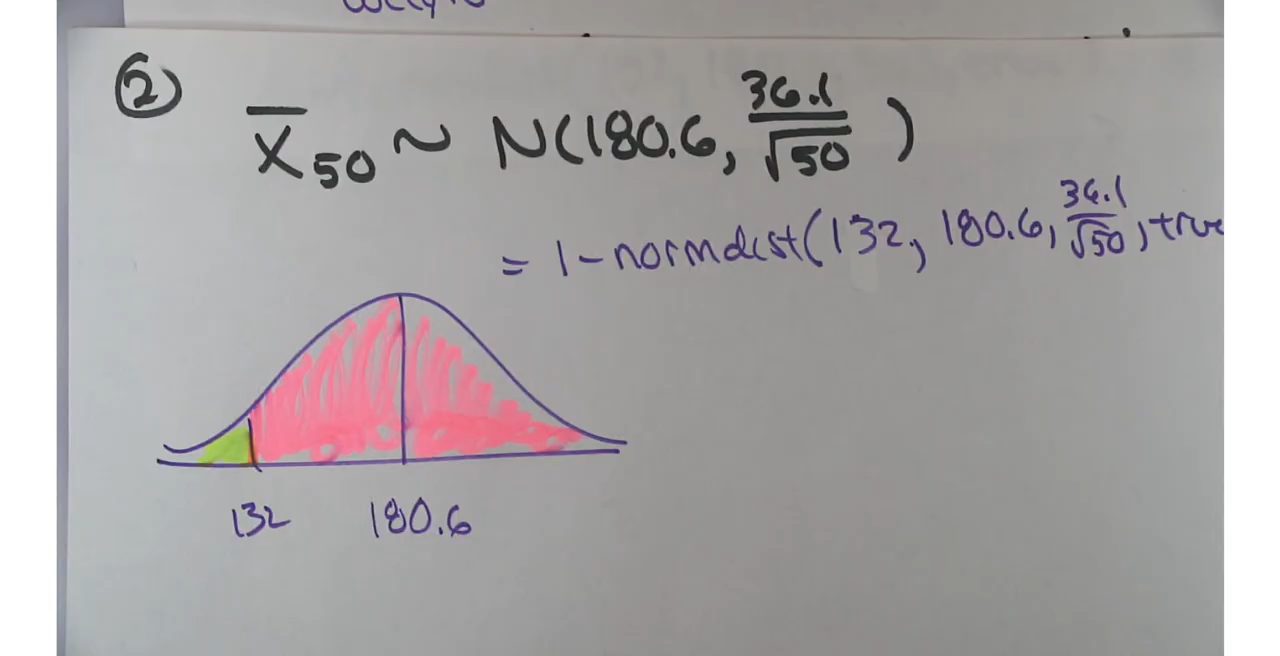 ②
X̅₅₀ ~ N(180.6, 36.1/√50)
= 1-normdist(132, 180.6, 36.1/√50, true
132 180.6